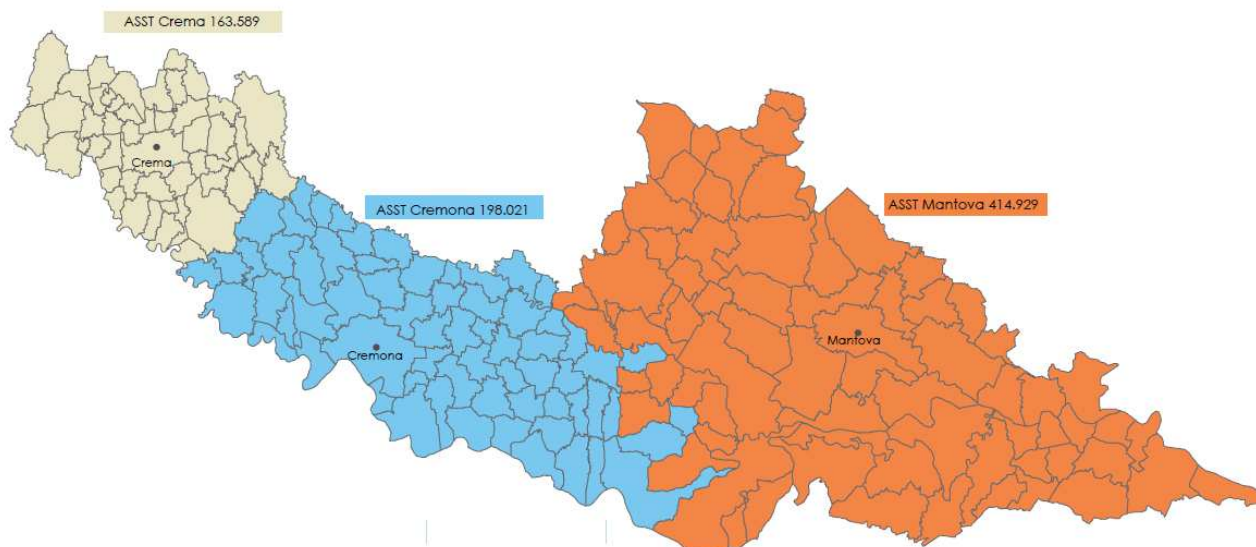 ASST Crema 163.589
Crema
ASST Cremona 198.021
ASST Mantova 414.929
Mantova
Cremona